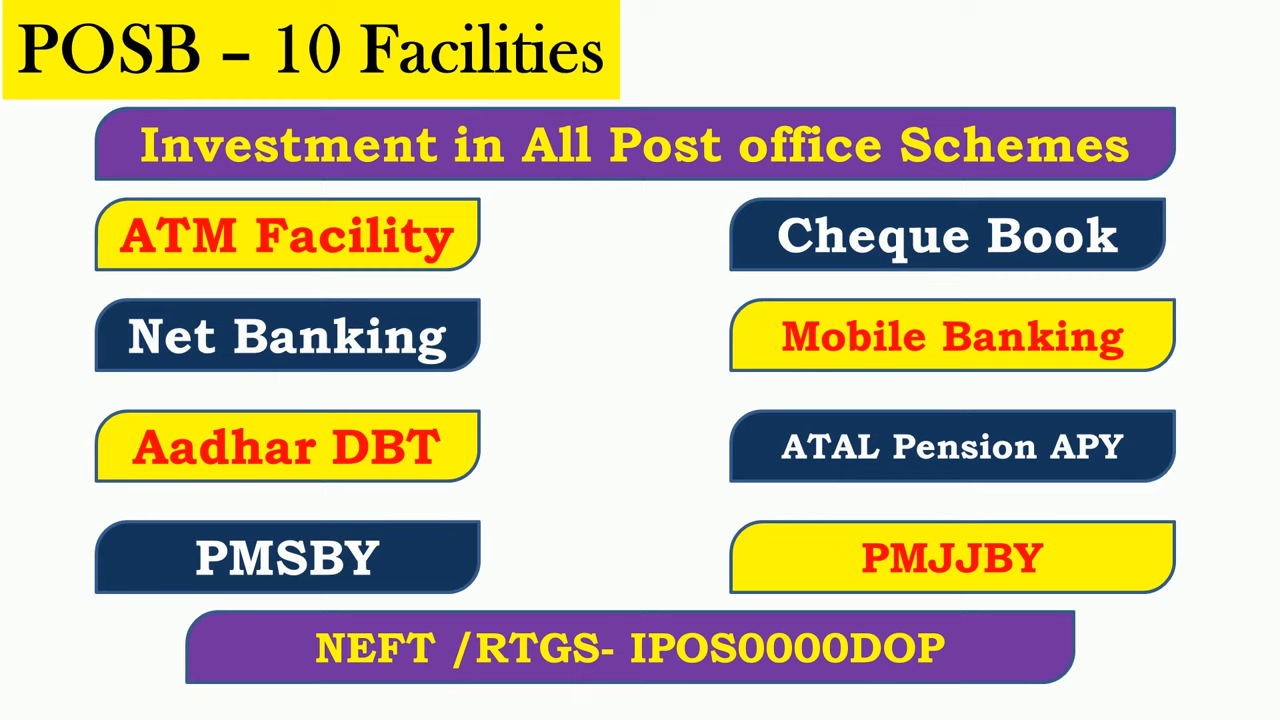 POSB – 10 Facilities
Investment in All Post office Schemes
ATM Facility
Cheque Book
Net Banking
Mobile Banking
Aadhar DBT
ATAL Pension APY
PMSBY
PMJJBY
NEFT /RTGS- IPOS0000DOP